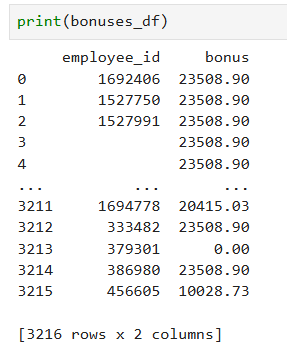 print(bonuses_df)
employee_id bonus
0 1692406 23508.90
1 1527750 23508.90
2 1527991 23508.90
3 23508.90
4 23508.90
... ... ...
3211 1694778 20415.03
3212 333482 23508.90
3213 379301 0.00
3214 386980 23508.90
3215 456605 10028.73
[3216 rows x 2 columns]